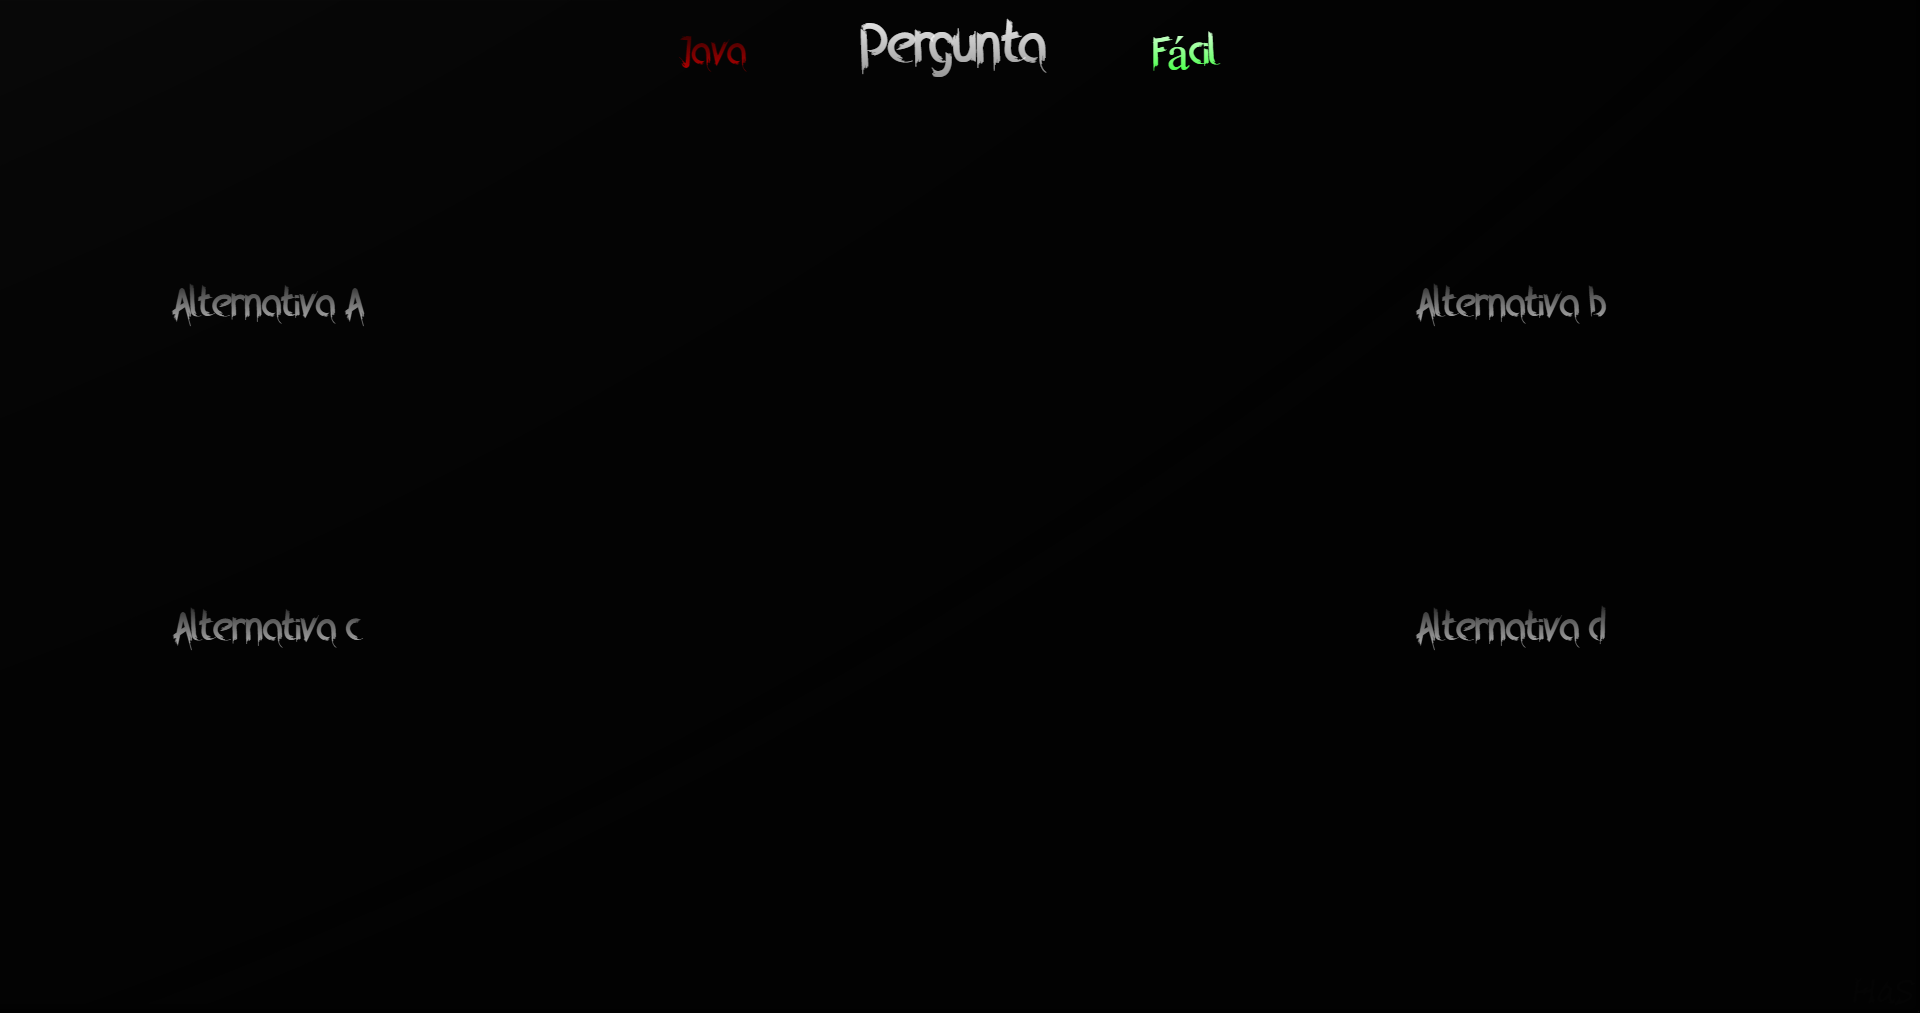 Java Pergunta Fácil
Alternativa A
Alternativa b
Alternativa c
Alternativa d